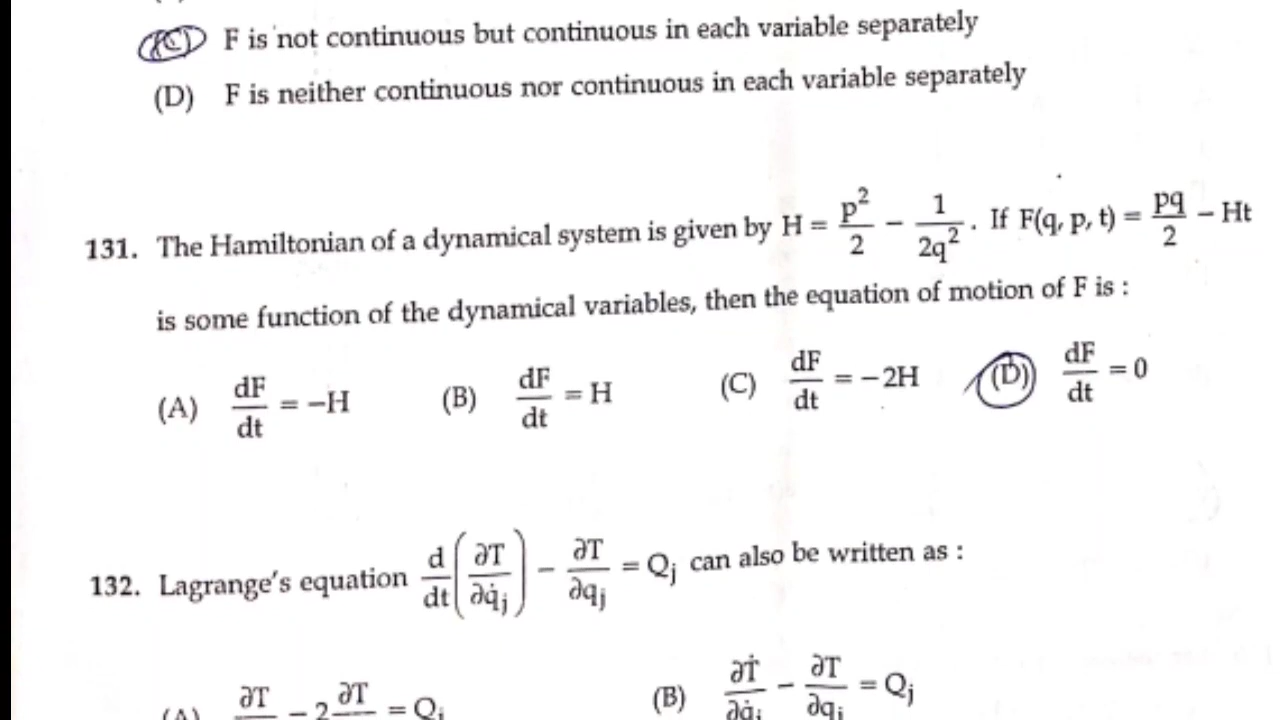 (C) F is not continuous but continuous in each variable separately
(D) F is neither continuous nor continuous in each variable separately
131. The Hamiltonian of a dynamical system is given by H = p²/2 − 1/2q². If F(q, p, t) = pq/2 − Ht
is some function of the dynamical variables, then the equation of motion of F is :
(A) dF/dt = −H (B) dF/dt = H (C) dF/dt = −2H (D) dF/dt = 0
132. Lagrange's equation d/dt(∂T/∂q̇ⱼ) − ∂T/∂qⱼ = Qⱼ can also be written as :
(A) ∂T − 2∂T = Qⱼ (B) ∂Ṫ/∂q̇ⱼ − ∂T/∂qⱼ = Qⱼ